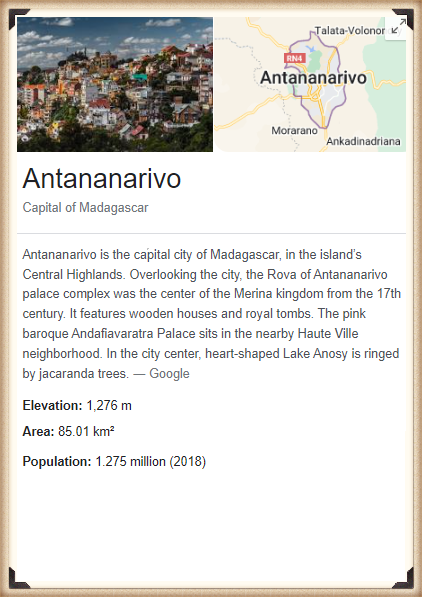 Talata-Volonor
RN4
Antananarivo
Morarano
Ankadinadriana
Antananarivo
Capital of Madagascar
Antananarivo is the capital city of Madagascar, in the island's
Central Highlands. Overlooking the city, the Rova of Antananarivo
palace complex was the center of the Merina kingdom from the 17th
century. It features wooden houses and royal tombs. The pink
baroque Andafiavaratra Palace sits in the nearby Haute Ville
neighborhood. In the city center, heart-shaped Lake Anosy is ringed
by jacaranda trees. — Google
Elevation: 1,276 m
Area: 85.01 km²
Population: 1.275 million (2018)